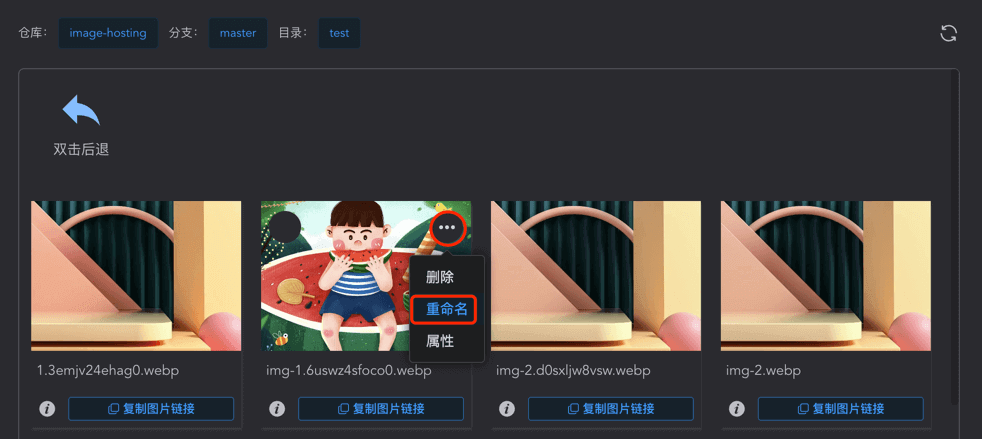 仓库： image-hosting 分支： master 目录： test
双击后退
删除
重命名
属性
1.3emjv24ehag0.webp img-1.6uswz4sfoco0.webp img-2.d0sxljw8vsw.webp img-2.webp
复制图片链接 复制图片链接 复制图片链接 复制图片链接